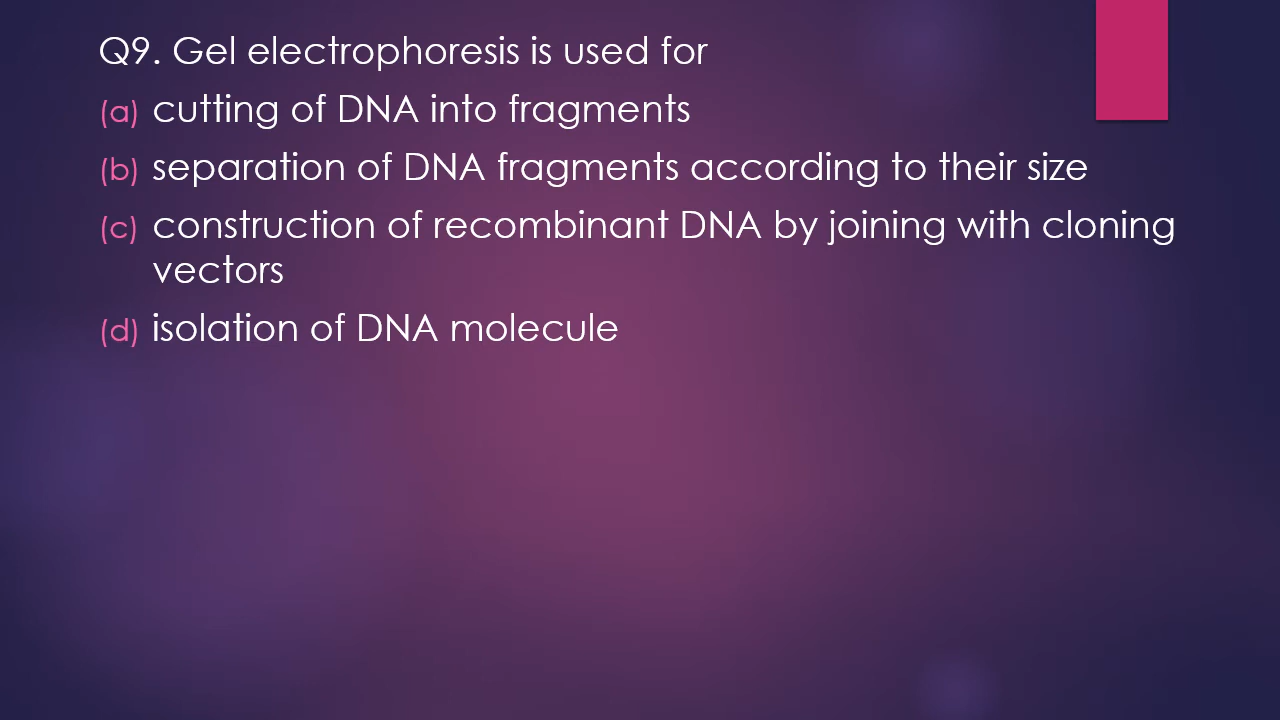 Q9. Gel electrophoresis is used for
(a) cutting of DNA into fragments
(b) separation of DNA fragments according to their size
(c) construction of recombinant DNA by joining with cloning
vectors
(d) isolation of DNA molecule